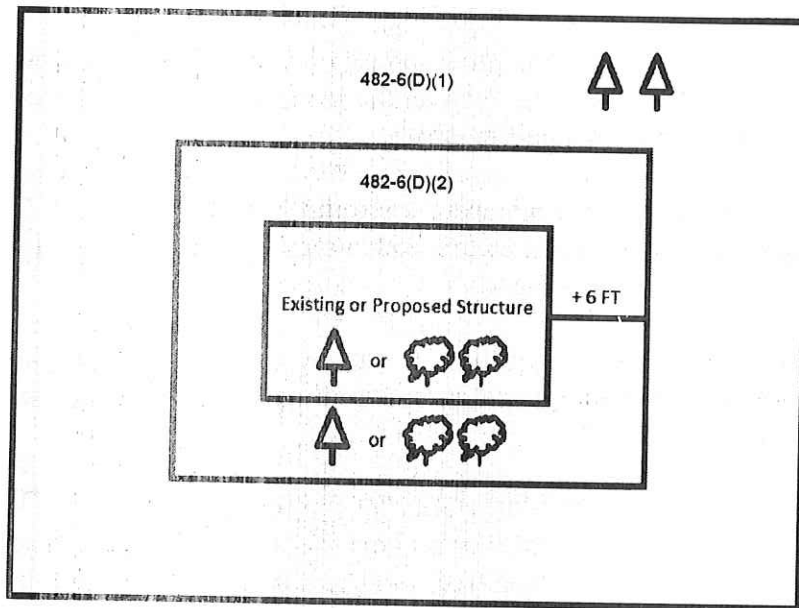 482-6(D)(1)
482-6(D)(2)
Existing or Proposed Structure
+6 FT
or
or